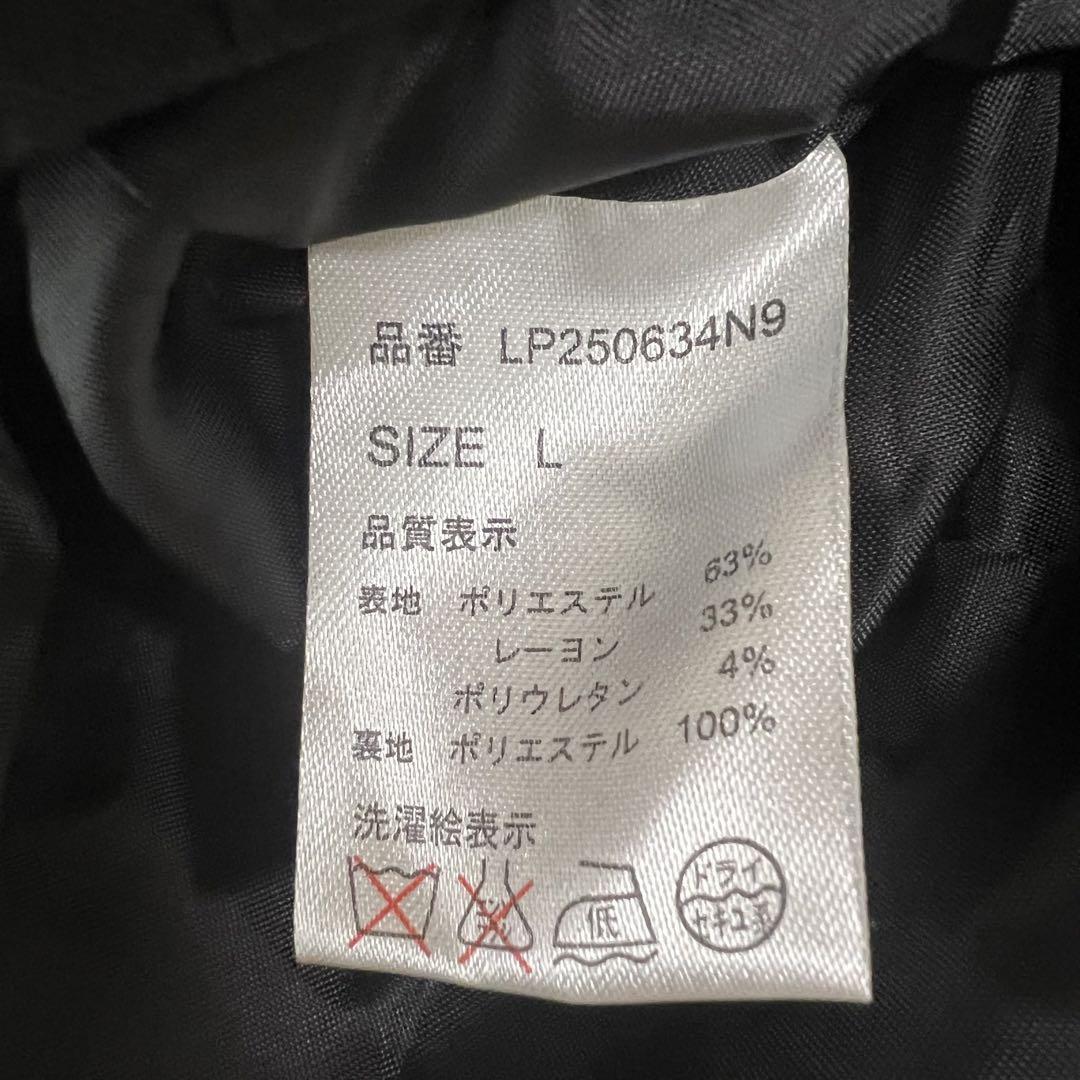 品番 LP250634N9
SIZE L
品質表示
表地 ポリエステル 63%
レーヨン 33%
ポリウレタン 4%
裏地 ポリエステル 100%
洗濯絵表示
低
ドライ
セキユ系